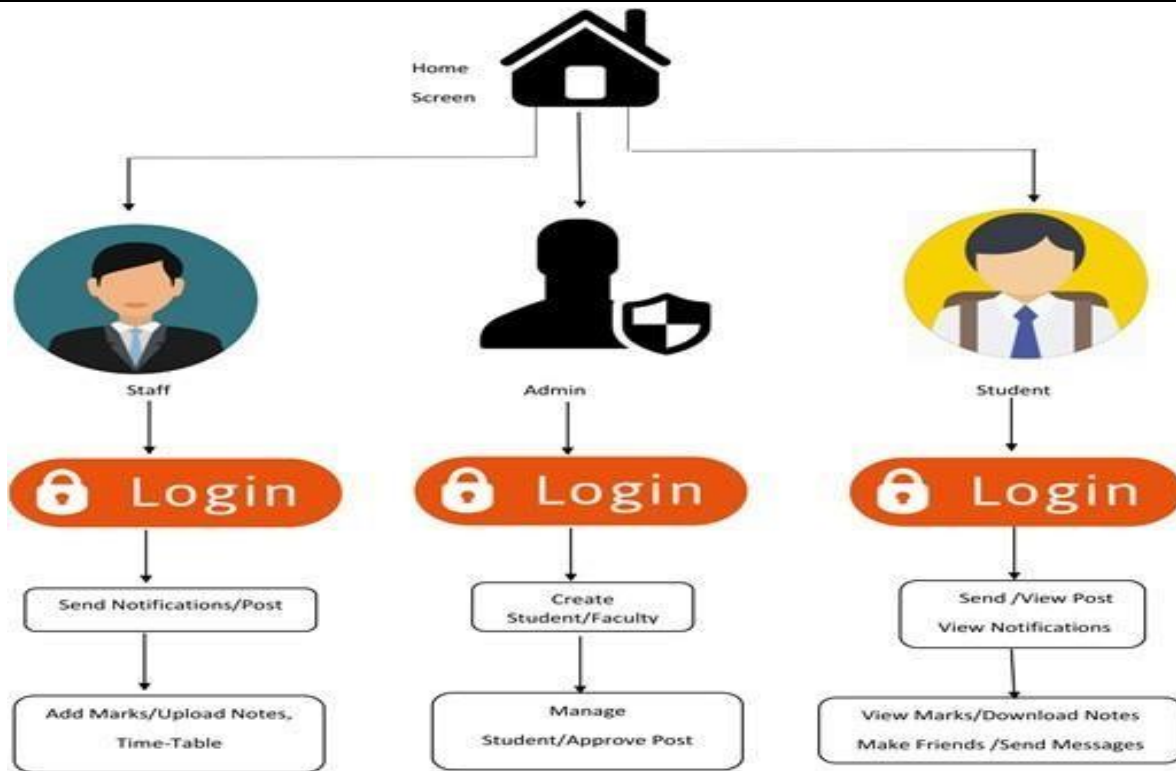 Home
Screen
Staff
Admin
Student
Login
Login
Login
Send Notifications/Post
Create
Student/Faculty
Send /View Post
View Notifications
Add Marks/Upload Notes,
Time-Table
Manage
Student/Approve Post
View Marks/Download Notes
Make Friends /Send Messages